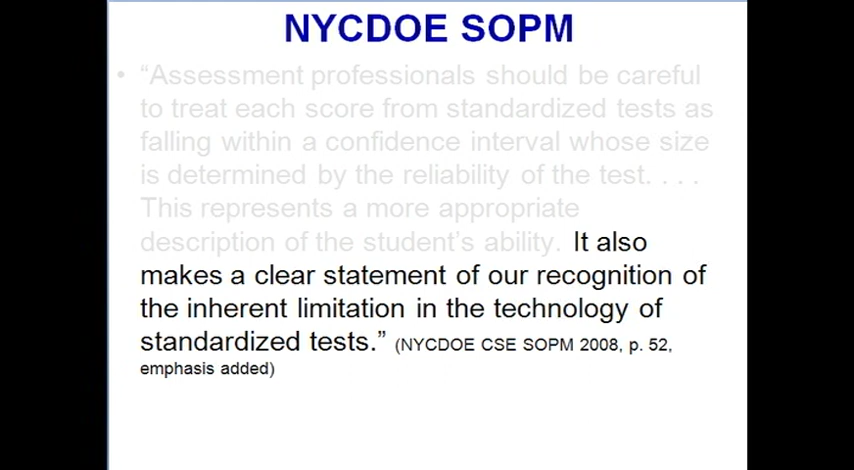 NYCDOE SOPM
• “Assessment professionals should be careful
to treat each score from standardized tests as
falling within a confidence interval whose size
is determined by the reliability of the test. . . .
This represents a more appropriate
description of the student’s ability. It also
makes a clear statement of our recognition of
the inherent limitation in the technology of
standardized tests.” (NYCDOE CSE SOPM 2008, p. 52,
emphasis added)